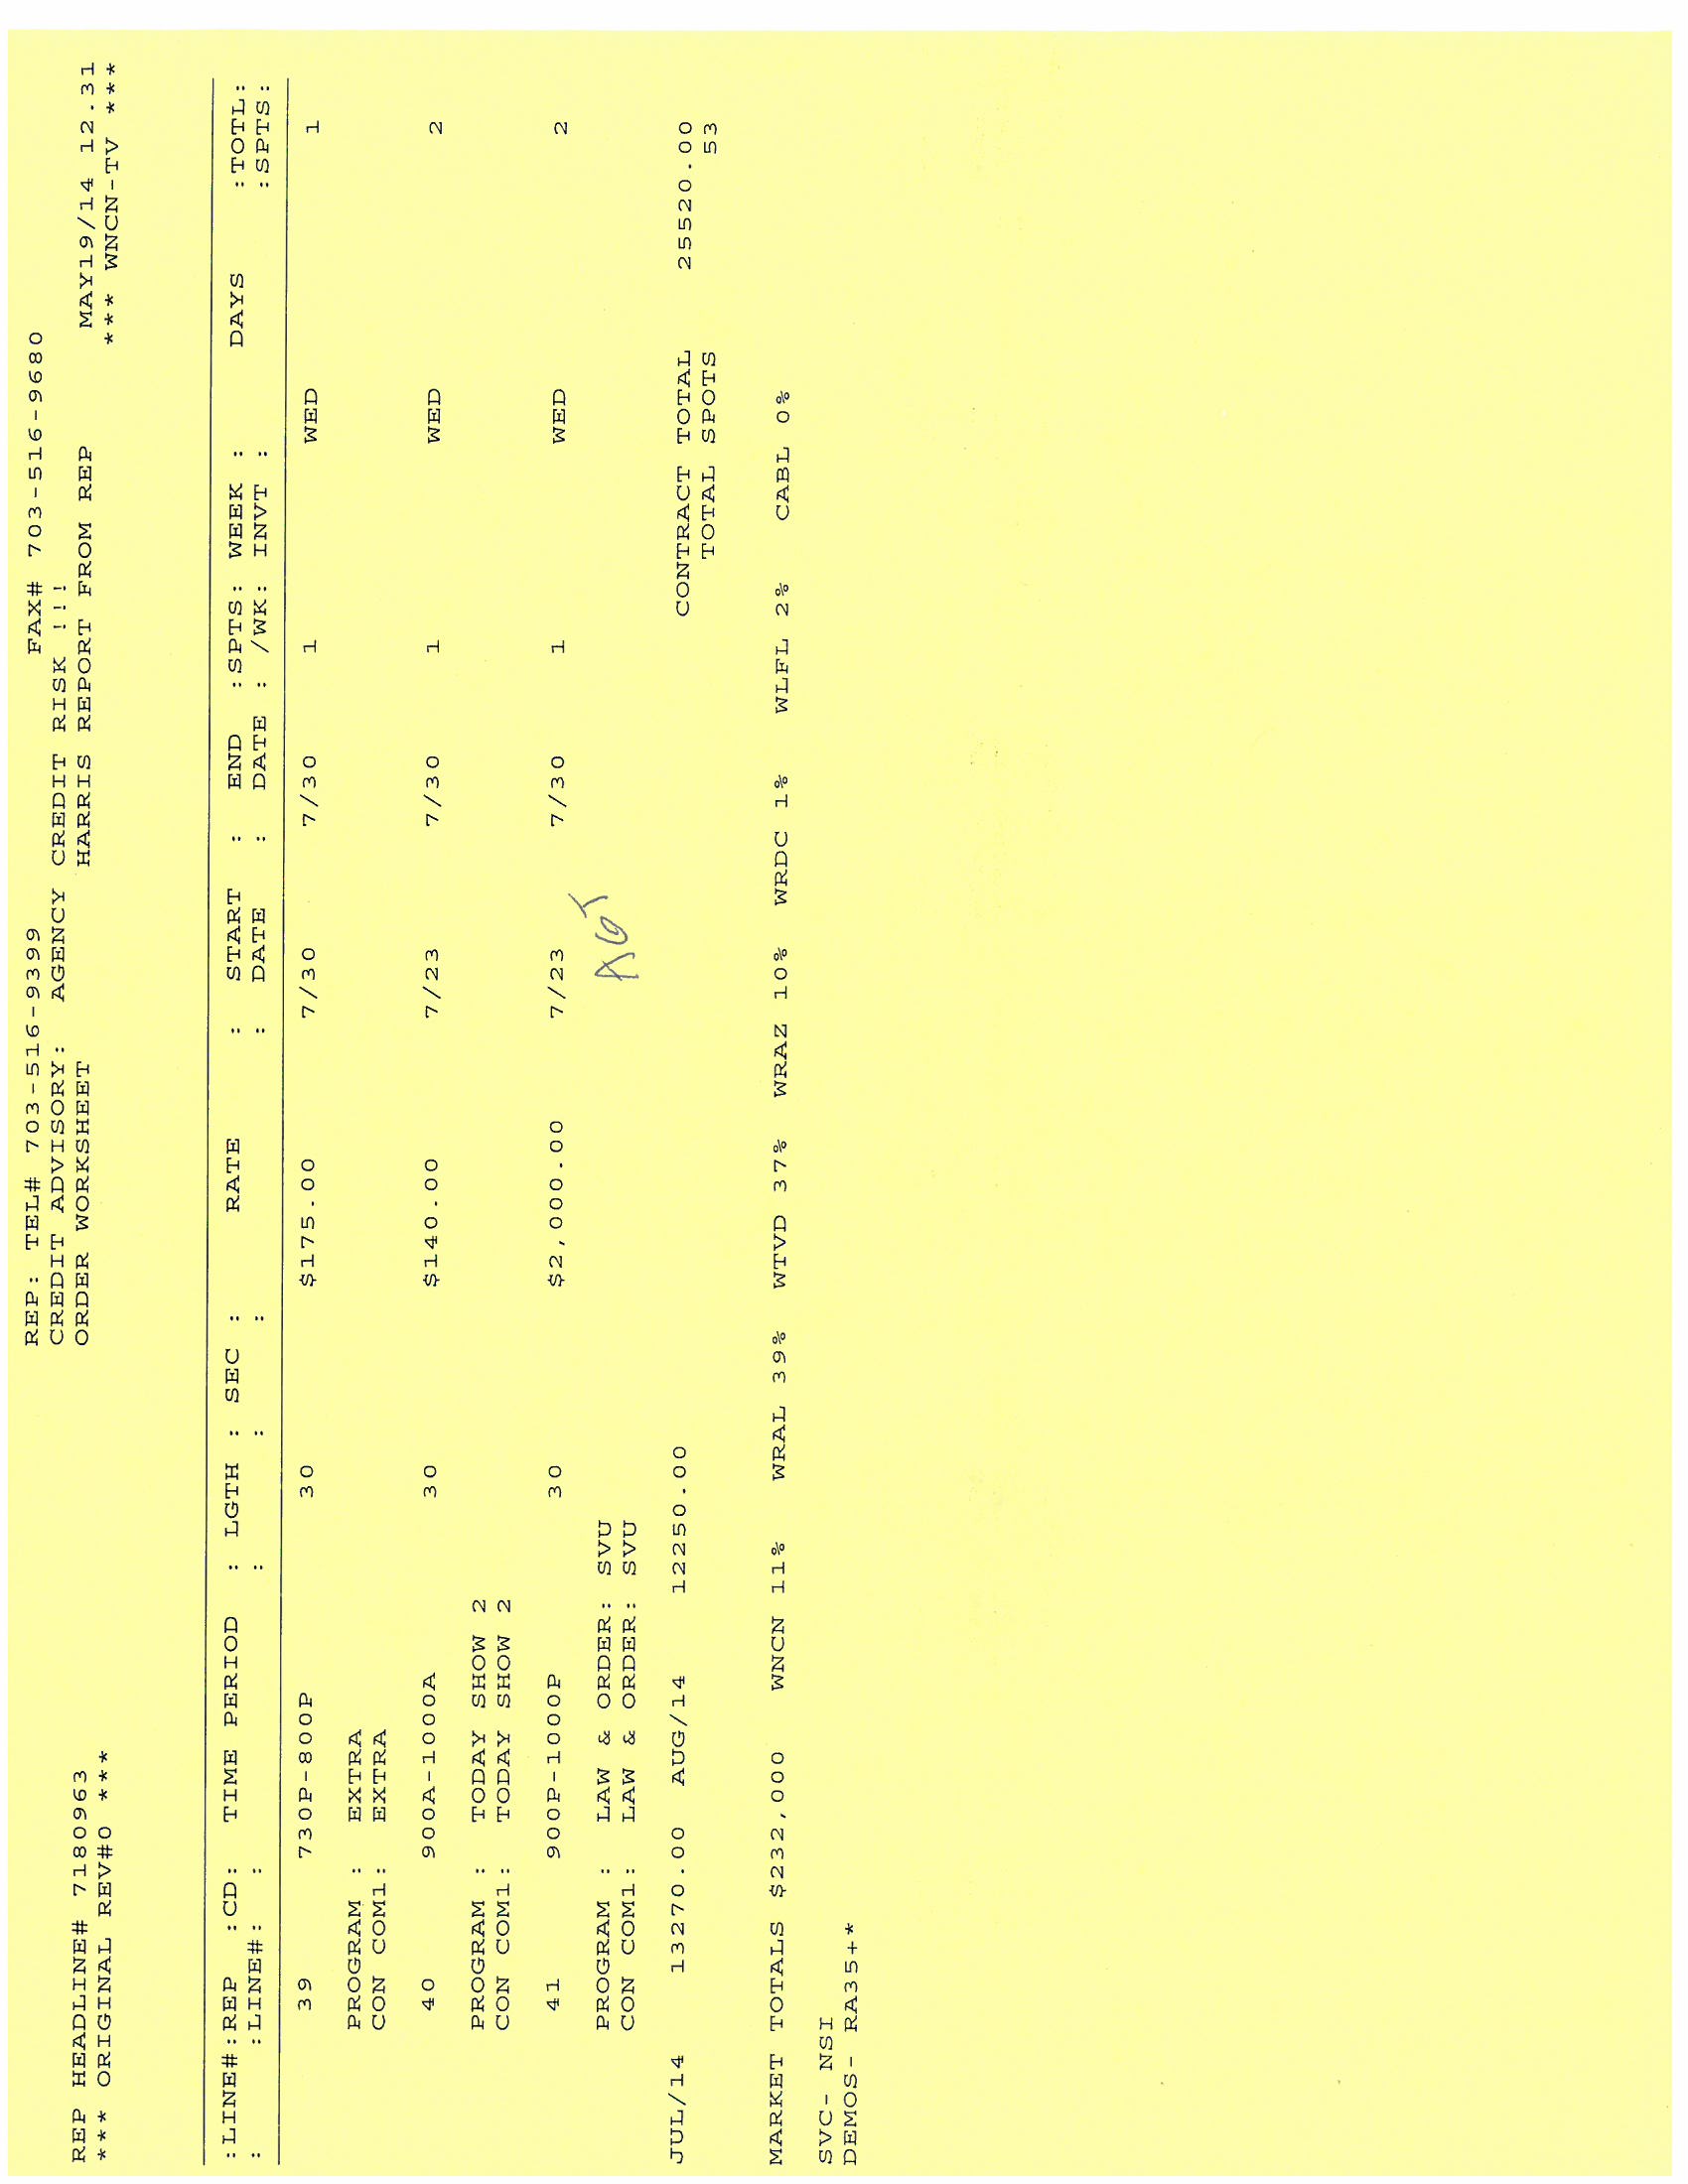 REP: TEL# 703-516-9399 FAX# 703-516-9680
CREDIT ADVISORY: AGENCY CREDIT RISK !!!
REP HEADLINE# 7180963 ORDER WORKSHEET HARRIS REPORT FROM REP MAY19/14 12.31
*** ORIGINAL REV#0 *** *** WNCN-TV ***
:LINE#:REP :CD: TIME PERIOD : LGTH : SEC : RATE : START : END :SPTS: WEEK : DAYS :TOTL:
: :LINE#: : : : : DATE : DATE : /WK: INVT : :SPTS:
39 730P-800P 30 $175.00 7/30 7/30 1 WED 1
PROGRAM : EXTRA
CON COM1: EXTRA
40 900A-1000A 30 $140.00 7/23 7/30 1 WED 2
PROGRAM : TODAY SHOW 2
CON COM1: TODAY SHOW 2
41 900P-1000P 30 $2,000.00 7/23 7/30 1 WED 2
PROGRAM : LAW & ORDER: SVU
CON COM1: LAW & ORDER: SVU
AGT
JUL/14 13270.00 AUG/14 12250.00 CONTRACT TOTAL 25520.00
TOTAL SPOTS 53
MARKET TOTALS $232,000 WNCN 11% WRAL 39% WTVD 37% WRAZ 10% WRDC 1% WLFL 2% CABL 0%
SVC- NSI
DEMOS- RA35+*